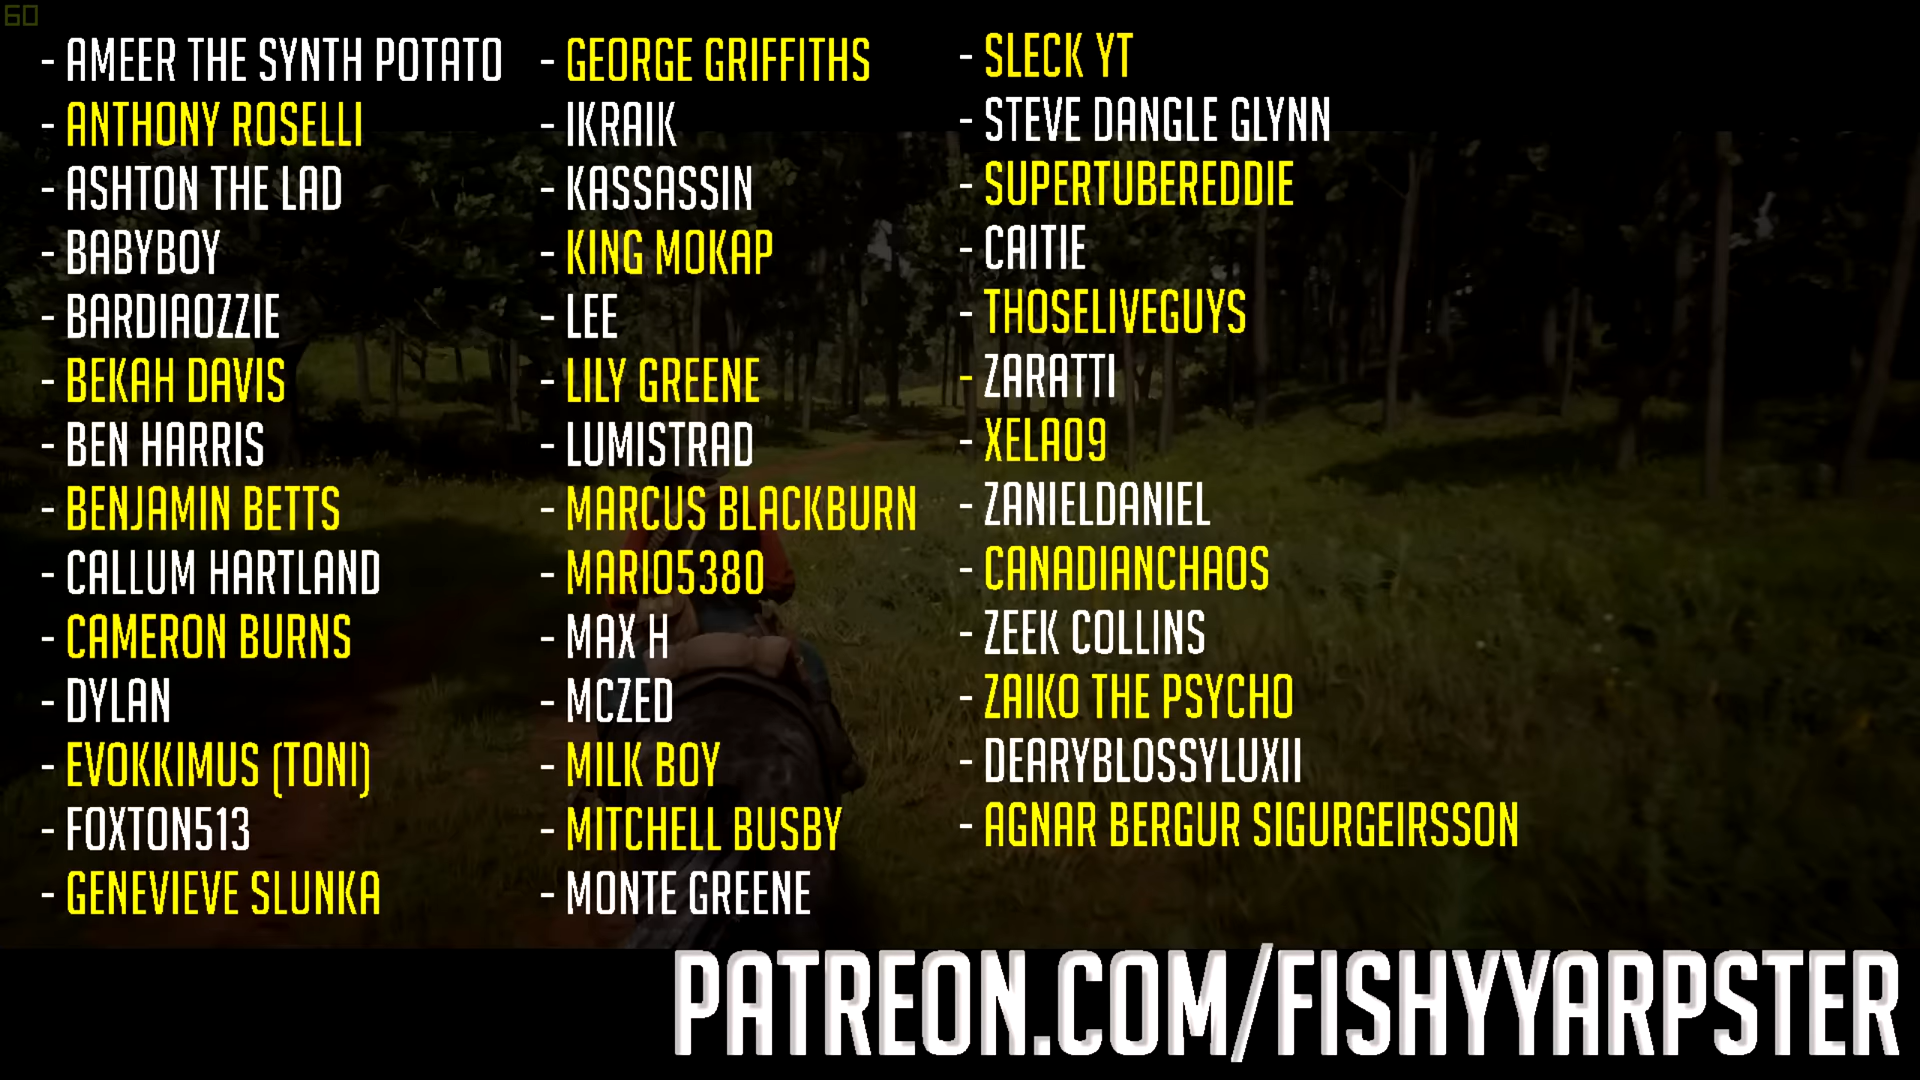 60
- AMEER THE SYNTH POTATO
- ANTHONY ROSELLI
- ASHTON THE LAD
- BABYBOY
- BARDIAOZZIE
- BEKAH DAVIS
- BEN HARRIS
- BENJAMIN BETTS
- CALLUM HARTLAND
- CAMERON BURNS
- DYLAN
- EVOKKIMUS (TONI)
- FOXTON513
- GENEVIEVE SLUNKA
- GEORGE GRIFFITHS
- IKRAIK
- KASSASSIN
- KING MOKAP
- LEE
- LILY GREENE
- LUMISTRAD
- MARCUS BLACKBURN
- MARIO5380
- MAX H
- MCZED
- MILK BOY
- MITCHELL BUSBY
- MONTE GREENE
- SLECK YT
- STEVE DANGLE GLYNN
- SUPERTUBEREDDIE
- CAITIE
- THOSELIVEGUYS
- ZARATTI
- XELA09
- ZANIELDANIEL
- CANADIANCHAOS
- ZEEK COLLINS
- ZAIKO THE PSYCHO
- DEARYBLOSSYLUXII
- AGNAR BERGUR SIGURGEIRSSON
PATREON.COM/FISHYYARPSTER